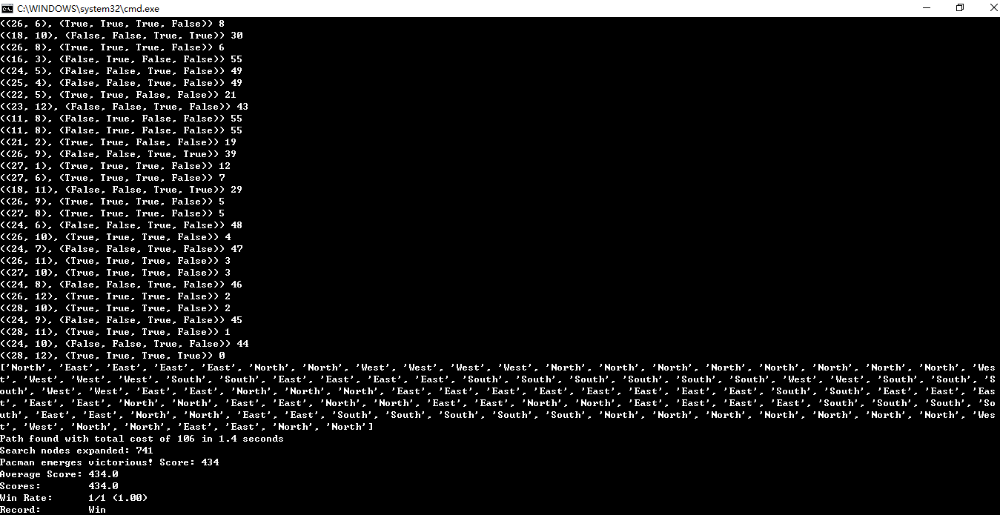 C:\WINDOWS\system32\cmd.exe
((26, 6), (True, True, True, False)) 8
((18, 10), (False, False, True, True)) 30
((26, 8), (True, True, True, False)) 6
((16, 3), (False, True, False, False)) 55
((24, 5), (False, False, True, False)) 49
((25, 4), (False, False, True, False)) 49
((22, 5), (True, True, False, False)) 21
((23, 12), (False, False, True, False)) 43
((11, 8), (False, True, False, False)) 55
((11, 8), (False, True, False, False)) 55
((21, 2), (True, True, False, False)) 19
((26, 9), (False, False, True, True)) 39
((27, 1), (True, True, True, False)) 12
((27, 6), (True, True, True, False)) 7
((18, 11), (False, False, True, True)) 29
((26, 9), (True, True, True, False)) 5
((27, 8), (True, True, True, False)) 5
((24, 6), (False, False, True, False)) 48
((26, 10), (True, True, True, False)) 4
((24, 7), (False, False, True, False)) 47
((26, 11), (True, True, True, False)) 3
((27, 10), (True, True, True, False)) 3
((24, 8), (False, False, True, False)) 46
((26, 12), (True, True, True, False)) 2
((28, 10), (True, True, True, False)) 2
((24, 9), (False, False, True, False)) 45
((28, 11), (True, True, True, False)) 1
((24, 10), (False, False, True, False)) 44
((28, 12), (True, True, True, True)) 0
['North', 'East', 'East', 'East', 'East', 'North', 'North', 'West', 'West', 'West', 'West', 'North', 'North', 'North', 'North', 'North', 'North', 'North', 'North', 'Wes
t', 'West', 'West', 'West', 'South', 'South', 'East', 'East', 'East', 'East', 'South', 'South', 'South', 'South', 'South', 'South', 'West', 'West', 'South', 'South', 'S
outh', 'West', 'West', 'East', 'East', 'North', 'North', 'North', 'East', 'East', 'East', 'East', 'East', 'East', 'East', 'East', 'South', 'South', 'East', 'East', 'Eas
t', 'East', 'East', 'North', 'North', 'East', 'East', 'North', 'North', 'East', 'East', 'North', 'North', 'East', 'East', 'East', 'East', 'South', 'South', 'South', 'So
uth', 'East', 'East', 'North', 'North', 'East', 'East', 'South', 'South', 'South', 'South', 'South', 'North', 'North', 'North', 'North', 'North', 'North', 'North', 'Wes
t', 'West', 'North', 'North', 'East', 'East', 'North', 'North']
Path found with total cost of 106 in 1.4 seconds
Search nodes expanded: 741
Pacman emerges victorious! Score: 434
Average Score: 434.0
Scores: 434.0
Win Rate: 1/1 (1.00)
Record: Win